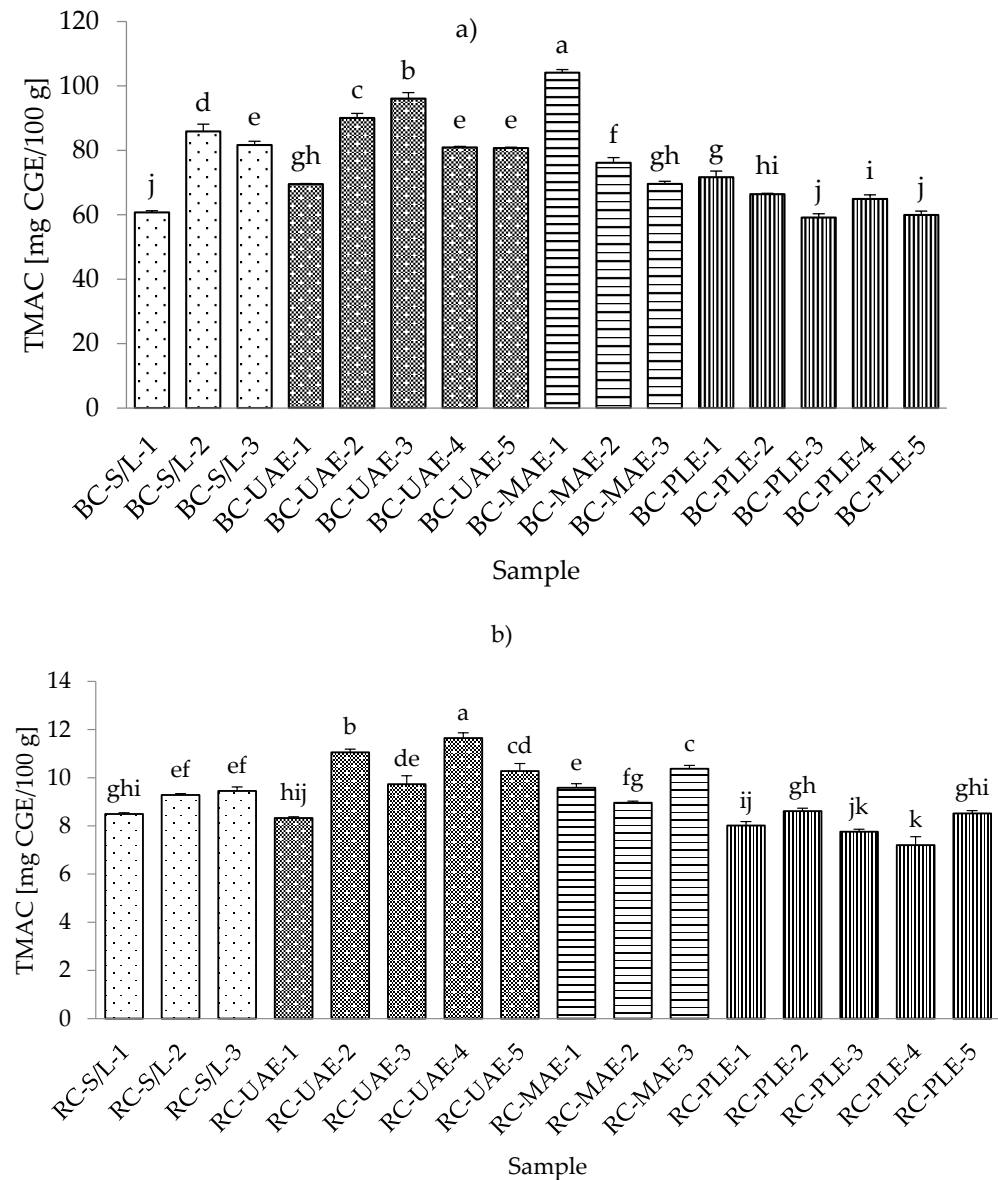 a)
TMAC [mg CGE/100 g]
120
100
80
60
40
20
0
j
d
e
gh
c
b
e
e
a
f
gh
g
hi
j
i
j
BC-S/L-1
BC-S/L-2
BC-S/L-3
BC-UAE-1
BC-UAE-2
BC-UAE-3
BC-UAE-4
BC-UAE-5
BC-MAE-1
BC-MAE-2
BC-MAE-3
BC-PLE-1
BC-PLE-2
BC-PLE-3
BC-PLE-4
BC-PLE-5
Sample
b)
TMAC [mg CGE/100 g]
14
12
10
8
6
4
2
0
ghi
ef
ef
hij
b
de
a
cd
e
fg
c
ij
gh
jk
k
ghi
RC-S/L-1
RC-S/L-2
RC-S/L-3
RC-UAE-1
RC-UAE-2
RC-UAE-3
RC-UAE-4
RC-UAE-5
RC-MAE-1
RC-MAE-2
RC-MAE-3
RC-PLE-1
RC-PLE-2
RC-PLE-3
RC-PLE-4
RC-PLE-5
Sample